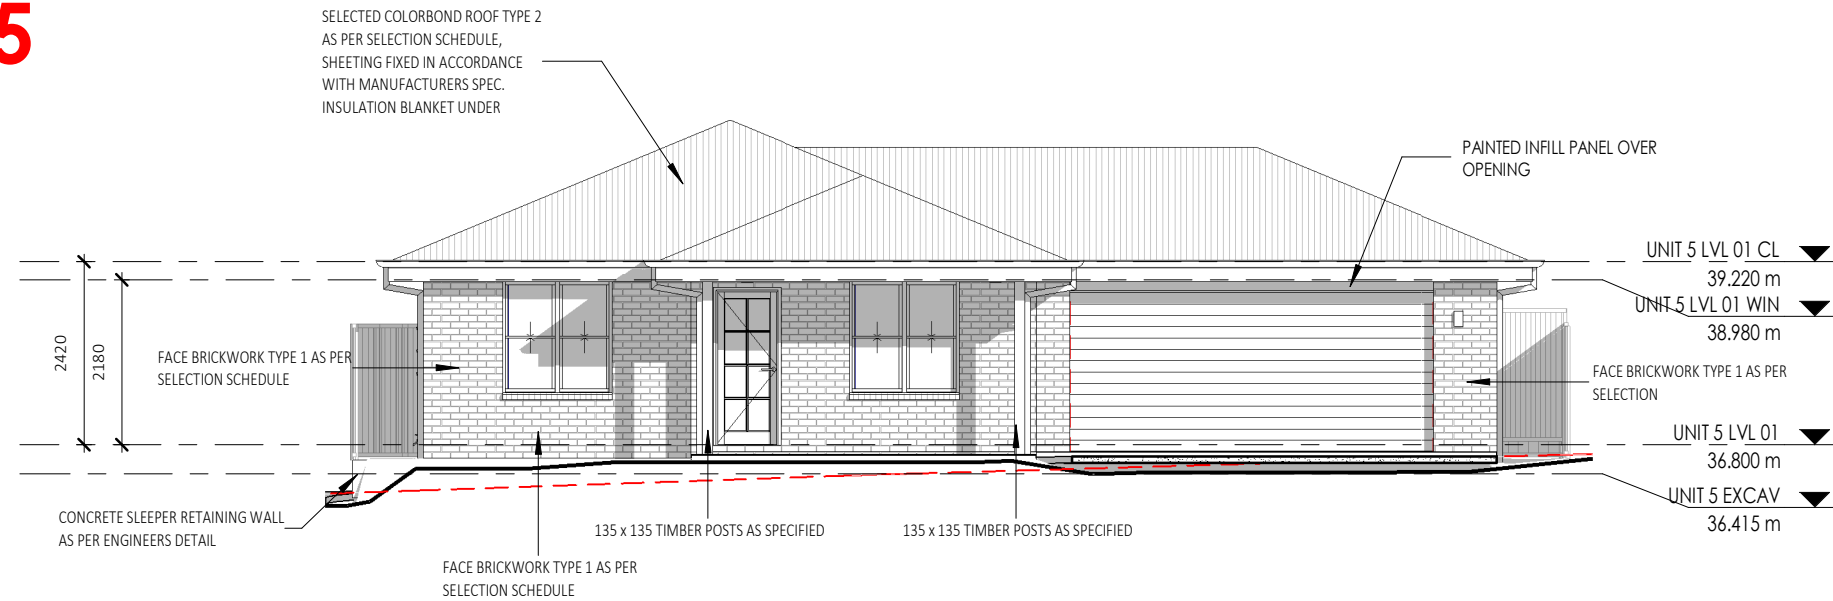 5
SELECTED COLORBOND ROOF TYPE 2
AS PER SELECTION SCHEDULE,
SHEETING FIXED IN ACCORDANCE
WITH MANUFACTURERS SPEC.
INSULATION BLANKET UNDER
PAINTED INFILL PANEL OVER
OPENING
UNIT 5 LVL 01 CL
39.220 m
UNIT 5 LVL 01 WIN
38.980 m
2420
2180
FACE BRICKWORK TYPE 1 AS PER
SELECTION SCHEDULE
FACE BRICKWORK TYPE 1 AS PER
SELECTION
UNIT 5 LVL 01
36.800 m
UNIT 5 EXCAV
36.415 m
CONCRETE SLEEPER RETAINING WALL
AS PER ENGINEERS DETAIL
135 x 135 TIMBER POSTS AS SPECIFIED
135 x 135 TIMBER POSTS AS SPECIFIED
FACE BRICKWORK TYPE 1 AS PER
SELECTION SCHEDULE